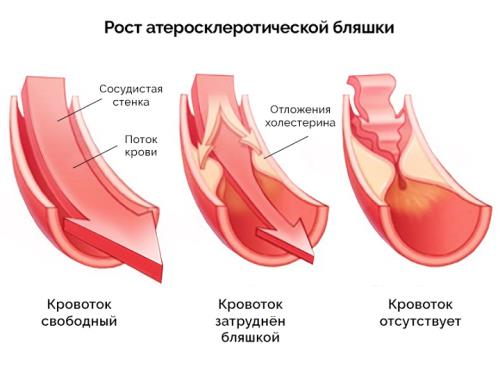 Рост атеросклеротической бляшки
Сосудистая
стенка
Поток
крови
Отложения
холестерина
Кровоток
свободный
Кровоток
затруднён
бляшкой
Кровоток
отсутствует